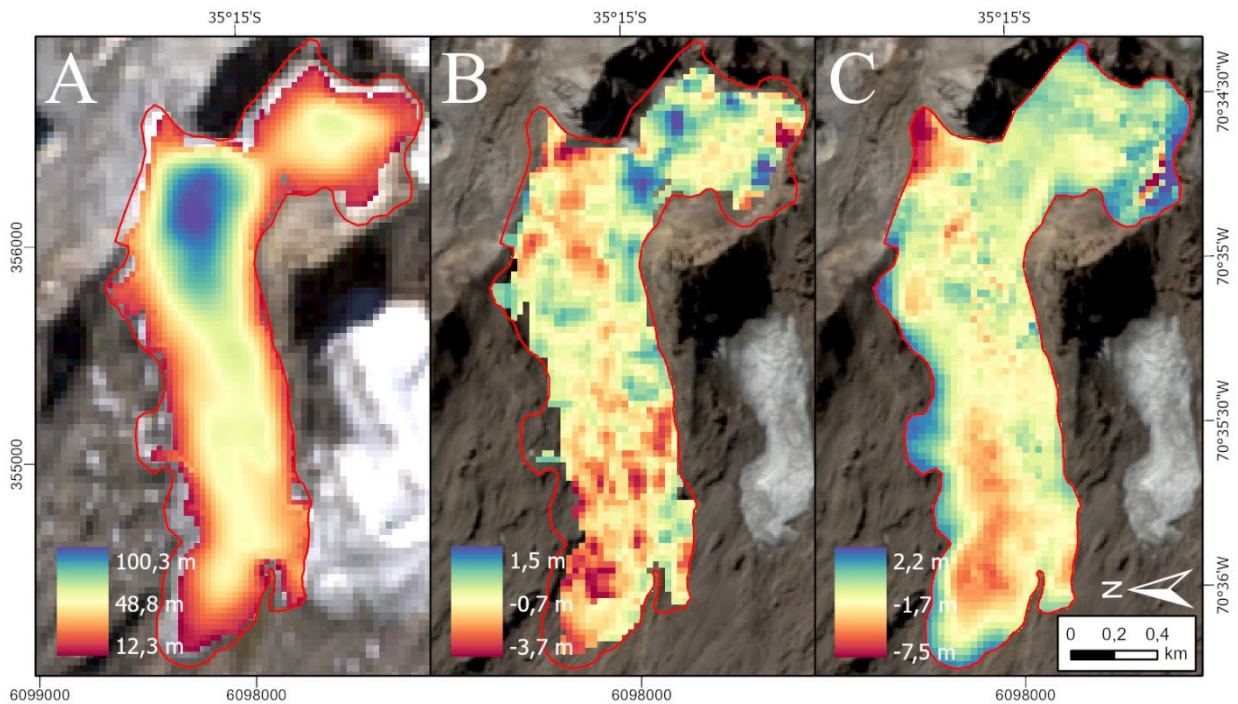 35°15'S 35°15'S 35°15'S
A B C
70°34'30"W
356000
70°35'W
355000
70°35'30"W
100,3 m 1,5 m 2,2 m
48,8 m -0,7 m -1,7 m
12,3 m -3,7 m -7,5 m
70°36'W
N
0 0,2 0,4
km
6099000 6098000 6098000 6098000